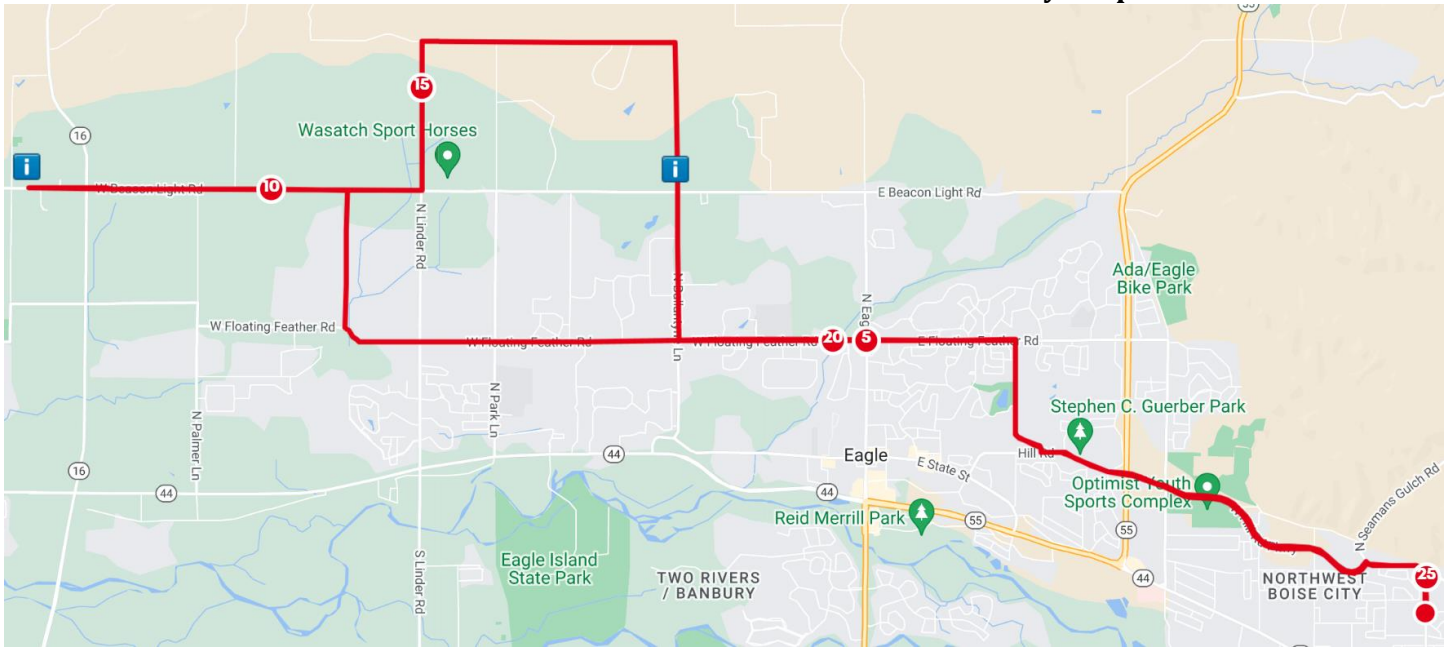 55
15
Wasatch Sport Horses
16
i
i
W Beacon Light Rd
10
E Beacon Light Rd
N Linder Rd
Ada/Eagle
Bike Park
N Ballantyne Ln
W Floating Feather Rd
W Floating Feather Rd
W Floating Feather Rd
20
5
E Floating Feather Rd
N Park Ln
N Palmer Ln
Stephen C. Guerber Park
Hill Rd
44
Eagle
E State St
16
44
44
Optimist Youth
Sports Complex
N Seamans Gulch Rd
Reid Merrill Park
55
55
Eagle Island
State Park
S Linder Rd
TWO RIVERS
/ BANBURY
44
NORTHWEST
BOISE CITY
25